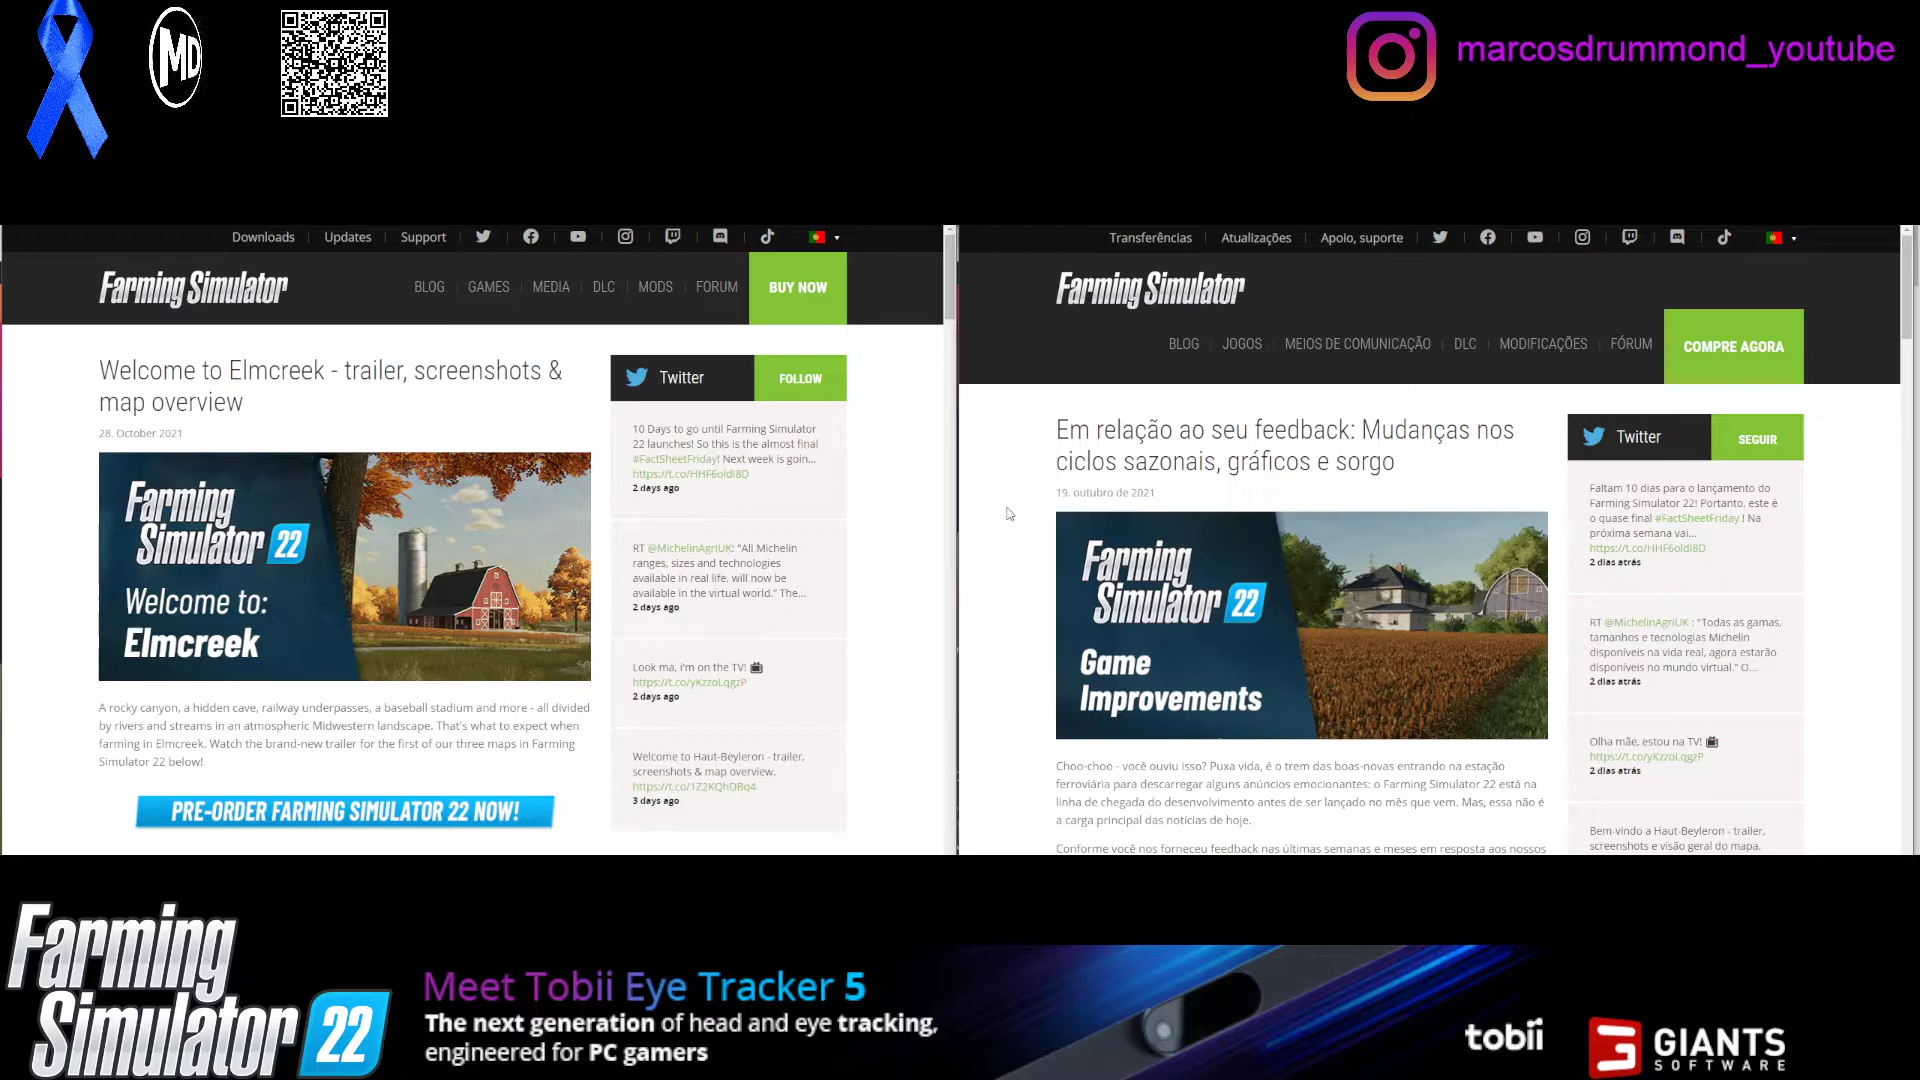 MD
marcosdrummond_youtube
Downloads Updates Support
Farming Simulator
BLOG GAMES MEDIA DLC MODS FORUM BUY NOW
Welcome to Elmcreek - trailer, screenshots &
map overview
28. October 2021
Farming
Simulator 22
Welcome to:
Elmcreek
A rocky canyon, a hidden cave, railway underpasses, a baseball stadium and more - all divided
by rivers and streams in an atmospheric Midwestern landscape. That's what to expect when
farming in Elmcreek. Watch the brand-new trailer for the first of our three maps in Farming
Simulator 22 below!
PRE-ORDER FARMING SIMULATOR 22 NOW!
Twitter FOLLOW
10 Days to go until Farming Simulator
22 launches! So this is the almost final
#FactSheetFriday! Next week is goin...
https://t.co/HHF6oldI8D
2 days ago
RT @MichelinAgriUK: "All Michelin
ranges, sizes and technologies
available in real life, will now be
available in the virtual world." The...
2 days ago
Look ma, i'm on the TV! 📺
https://t.co/yKzzoLqgzP
2 days ago
Welcome to Haut-Beyleron - trailer,
screenshots & map overview.
https://t.co/1Z2KQhDBq4
3 days ago
Transferências Atualizações Apoio, suporte
Farming Simulator
BLOG JOGOS MEIOS DE COMUNICAÇÃO DLC MODIFICAÇÕES FÓRUM COMPRE AGORA
Em relação ao seu feedback: Mudanças nos
ciclos sazonais, gráficos e sorgo
19. outubro de 2021
Farming
Simulator 22
Game
Improvements
Choo-choo - você ouviu isso? Puxa vida, é o trem das boas-novas entrando na estação
ferroviária para descarregar alguns anúncios emocionantes: o Farming Simulator 22 está na
linha de chegada do desenvolvimento antes de ser lançado no mês que vem. Mas, essa não é
a carga principal das notícias de hoje.
Conforme você nos forneceu feedback nas últimas semanas e meses em resposta aos nossos
Twitter SEGUIR
Faltam 10 dias para o lançamento do
Farming Simulator 22! Portanto, este é
o quase final #FactSheetFriday ! Na
próxima semana vai...
https://t.co/HHF6oldI8D
2 dias atrás
RT @MichelinAgriUK : "Todas as gamas,
tamanhos e tecnologias Michelin
disponíveis na vida real, agora estarão
disponíveis no mundo virtual." O...
2 dias atrás
Olha mãe, estou na TV! 📺
https://t.co/yKzzoLqgzP
2 dias atrás
Bem-vindo a Haut-Beyleron - trailer,
screenshots e visão geral do mapa.
Farming
Simulator 22
Meet Tobii Eye Tracker 5
The next generation of head and eye tracking,
engineered for PC gamers
tobii
GIANTS
SOFTWARE